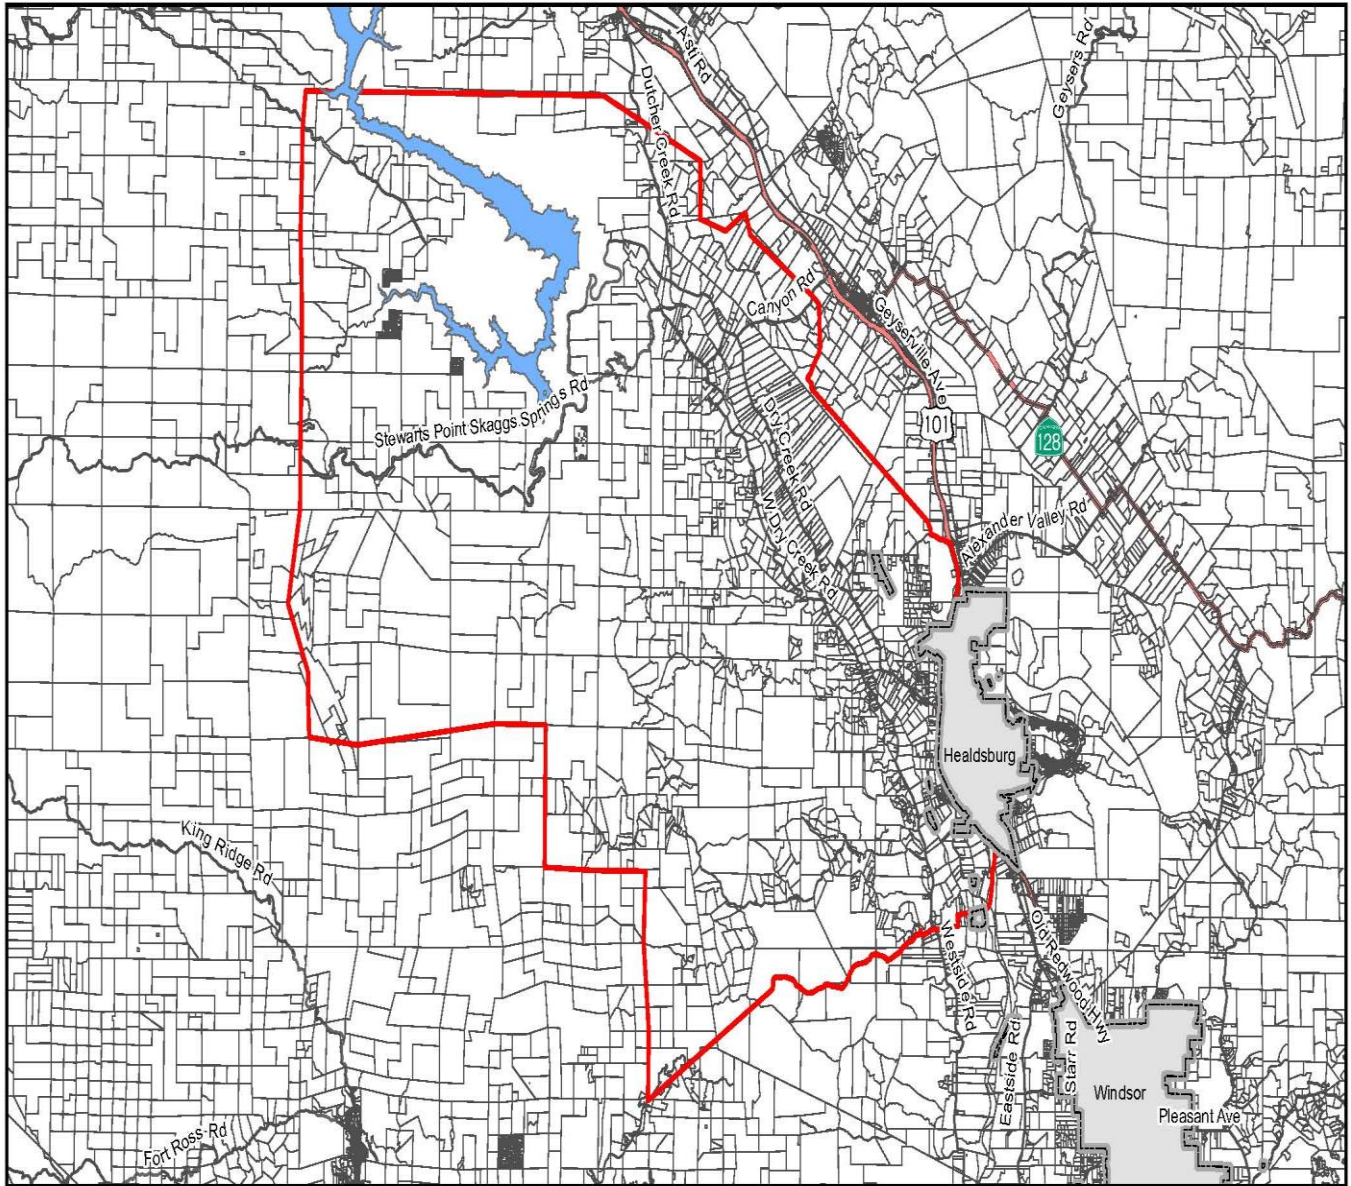 Asti Rd
Geysers Rd
Dutcher Creek Rd
Canyon Rd
Geyserville Ave
Stewarts Point Skaggs Springs Rd
101
128
Dry Creek Rd
W Dry Creek Rd
Alexander Valley Rd
Healdsburg
King Ridge Rd
Westside Rd
Old Redwood Hwy
Eastside Rd
Starr Rd
Windsor
Pleasant Ave
Fort Ross Rd